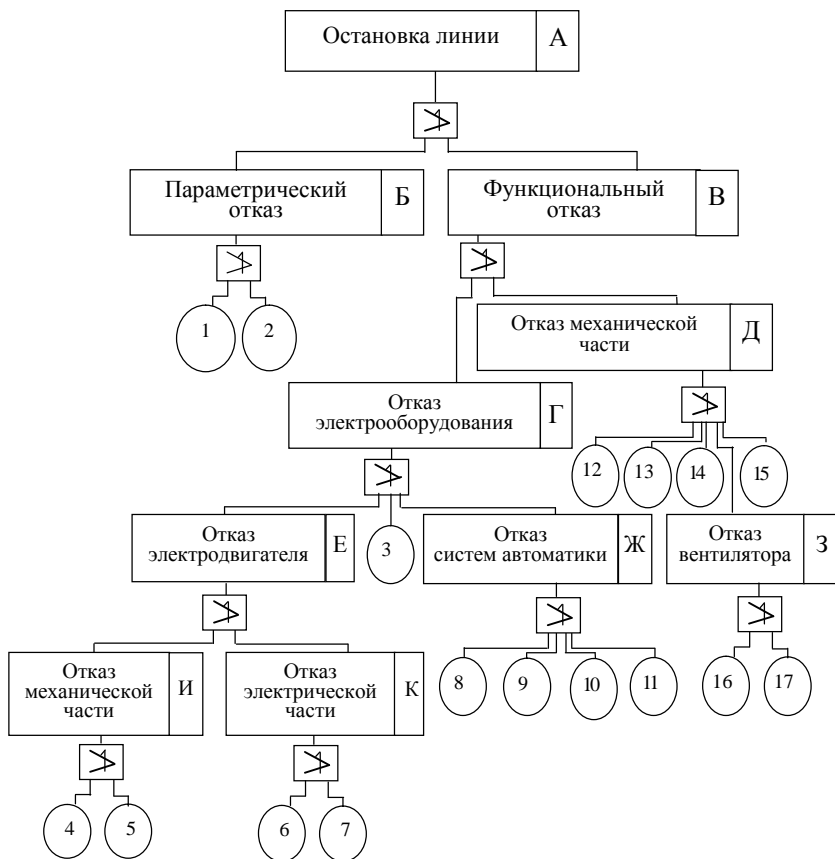 Остановка линии
А
Параметрический
отказ
Б
Функциональный
отказ
В
1
2
Отказ механической
части
Д
Отказ
электрооборудования
Г
12
13
14
15
Отказ
электродвигателя
Е
3
Отказ
систем автоматики
Ж
Отказ
вентилятора
З
Отказ
механической
части
И
Отказ
электрической
части
К
8
9
10
11
16
17
4
5
6
7